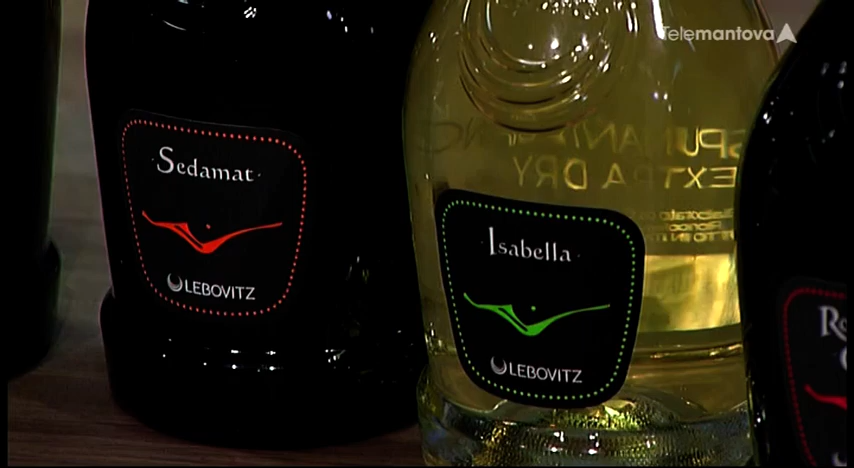 Telemantova
Sedamat
LEBOVITZ
SPUMANTE
EXTRA DRY
Isabella
LEBOVITZ